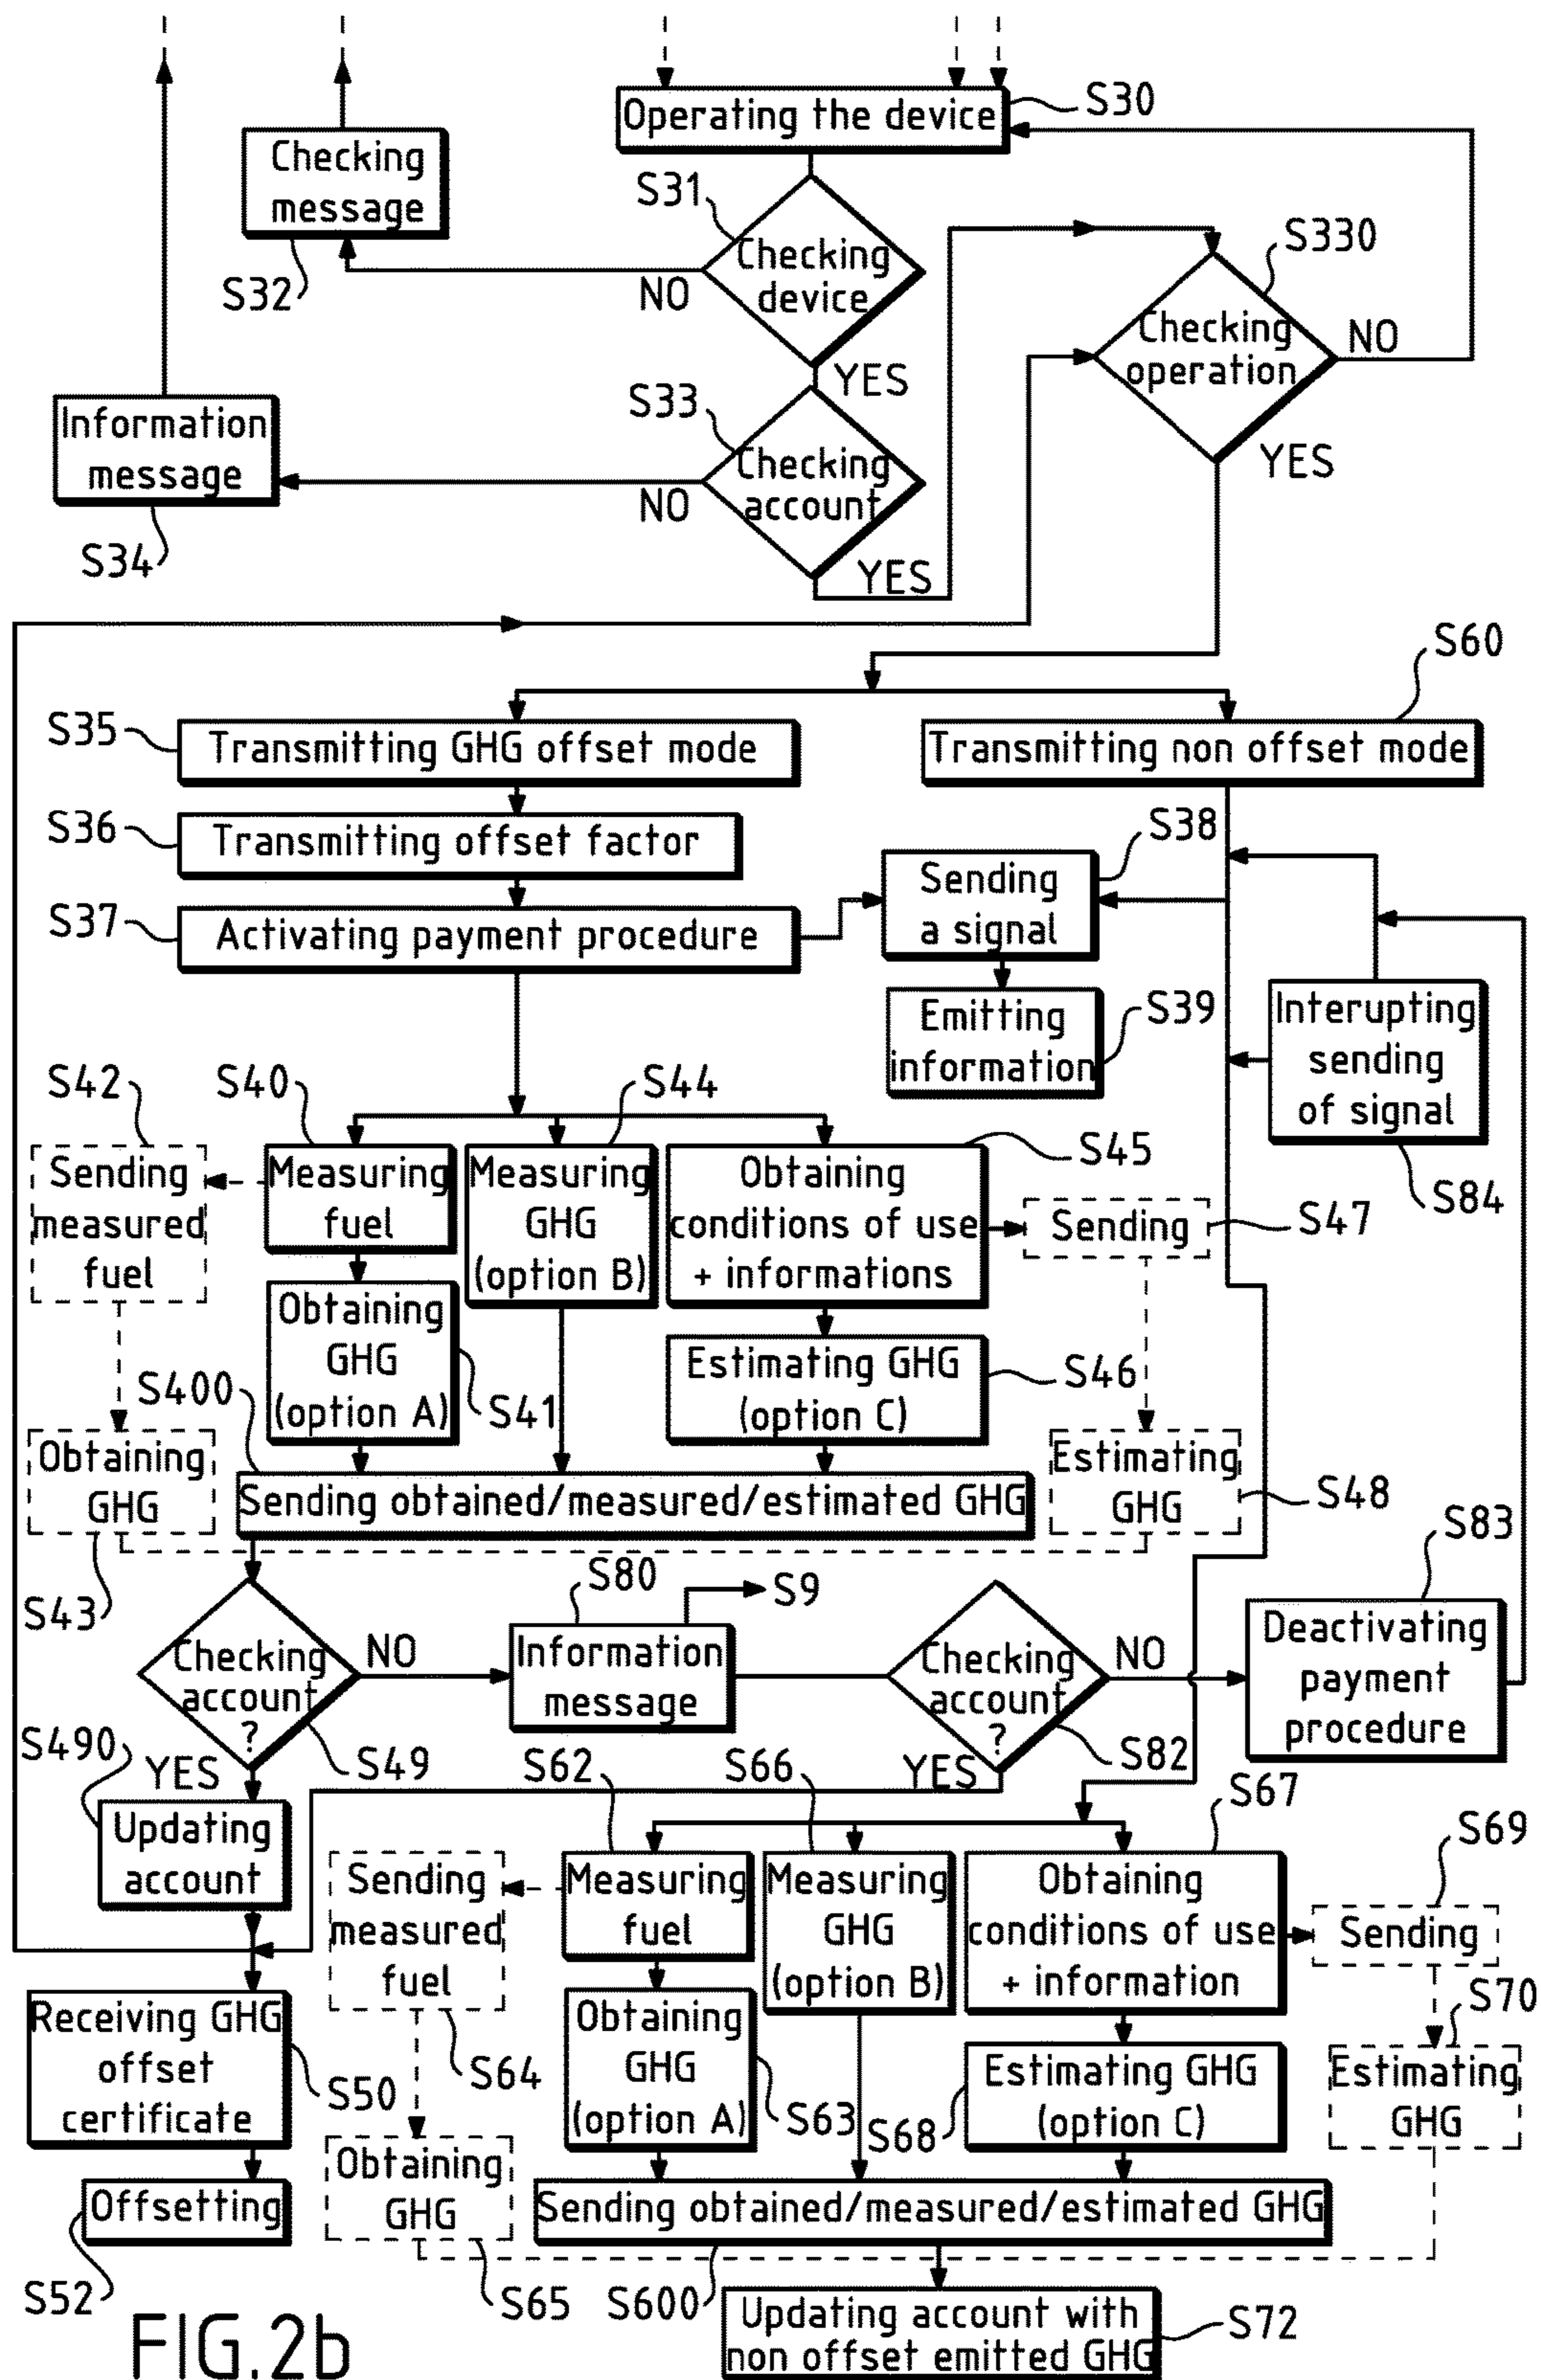 Operating the device
S30
Checking
message
S32
S31
Checking
device
NO
YES
S330
Checking
operation
NO
YES
Information
message
S34
S33
Checking
account
NO
YES
S60
S35
Transmitting GHG offset mode
Transmitting non offset mode
S36
Transmitting offset factor
S38
Sending
a signal
S37
Activating payment procedure
S39
Emitting
information
Interupting
sending
of signal
S84
S42
S40
S44
S45
Sending
measured
fuel
Measuring
fuel
Measuring
GHG
(option B)
Obtaining
conditions of use
+ informations
Sending
S47
Obtaining
GHG
(option A)
S41
Estimating GHG
(option C)
S46
S400
Obtaining
GHG
S43
Sending obtained/measured/estimated GHG
Estimating
GHG
S48
S83
S80
S9
Checking
account
?
NO
S49
YES
Information
message
Checking
account
?
NO
S82
YES
Deactivating
payment
procedure
S490
S62
S66
S67
S69
Updating
account
Sending
measured
fuel
S64
Measuring
fuel
Measuring
GHG
(option B)
Obtaining
conditions of use
+ information
Sending
S70
Receiving GHG
offset
certificate
S50
Obtaining
GHG
(option A)
S63
S68
Estimating GHG
(option C)
Estimating
GHG
Obtaining
GHG
S65
Offsetting
S52
Sending obtained/measured/estimated GHG
S600
Updating account with
non offset emitted GHG
S72
FIG.2b